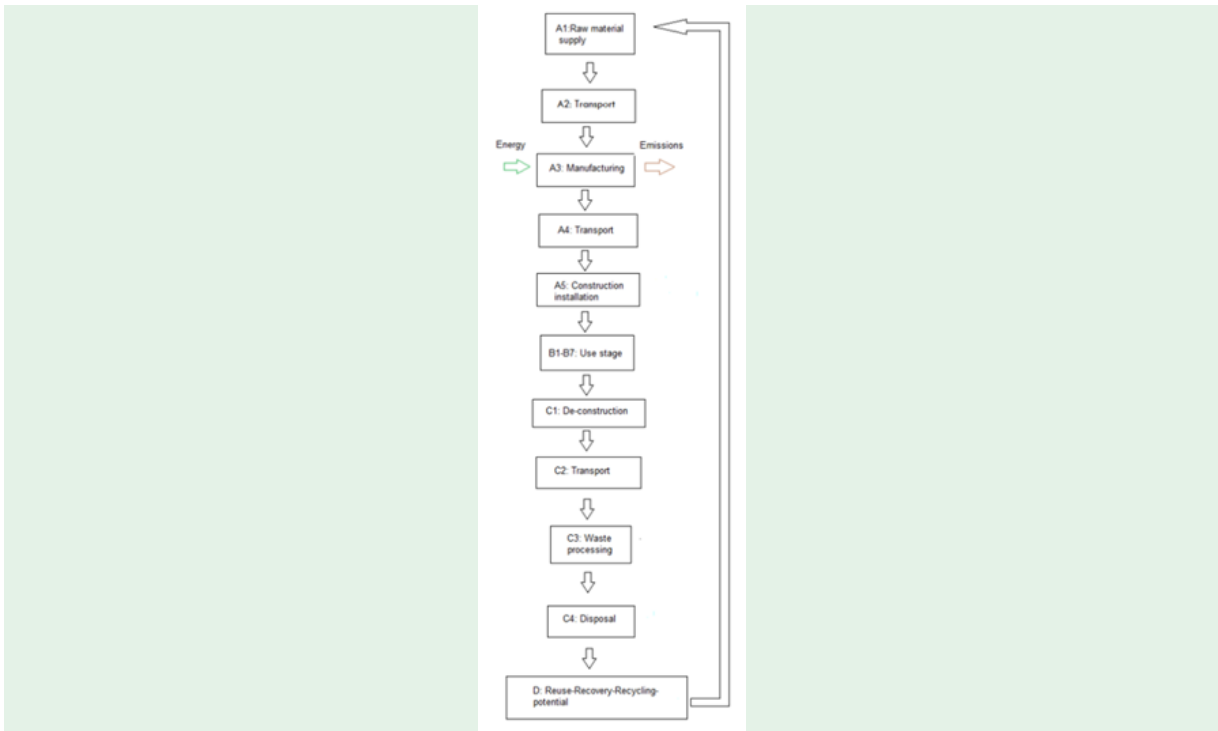 A1:Raw material
supply
A2: Transport
Energy
Emissions
A3: Manufacturing
A4: Transport
A5: Construction
installation
B1-B7: Use stage
C1: De-construction
C2: Transport
C3: Waste
processing
C4: Disposal
D: Reuse-Recovery-Recycling-
potential